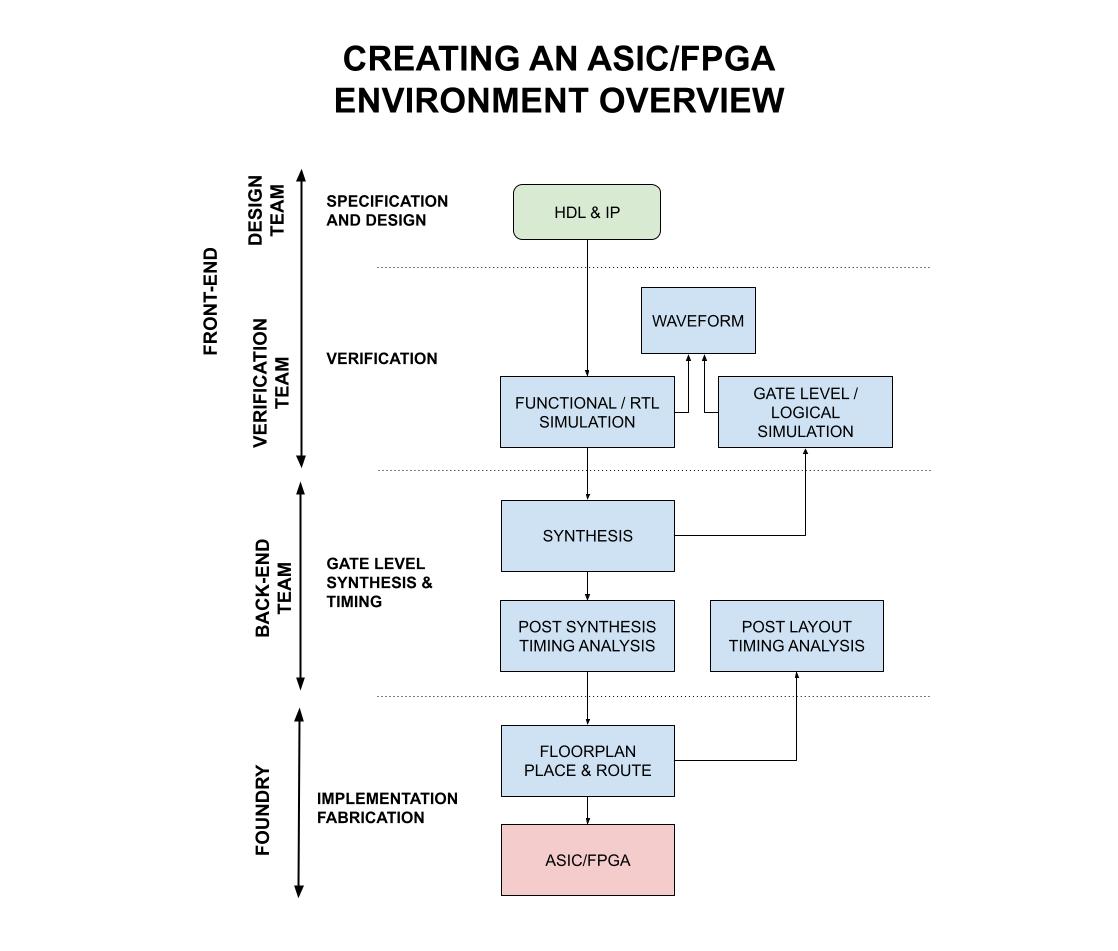 CREATING AN ASIC/FPGA
ENVIRONMENT OVERVIEW
FRONT-END
DESIGN
TEAM
SPECIFICATION
AND DESIGN
HDL & IP
VERIFICATION
TEAM
VERIFICATION
WAVEFORM
FUNCTIONAL / RTL
SIMULATION
GATE LEVEL /
LOGICAL
SIMULATION
BACK-END
TEAM
GATE LEVEL
SYNTHESIS &
TIMING
SYNTHESIS
POST SYNTHESIS
TIMING ANALYSIS
POST LAYOUT
TIMING ANALYSIS
FOUNDRY
IMPLEMENTATION
FABRICATION
FLOORPLAN
PLACE & ROUTE
ASIC/FPGA